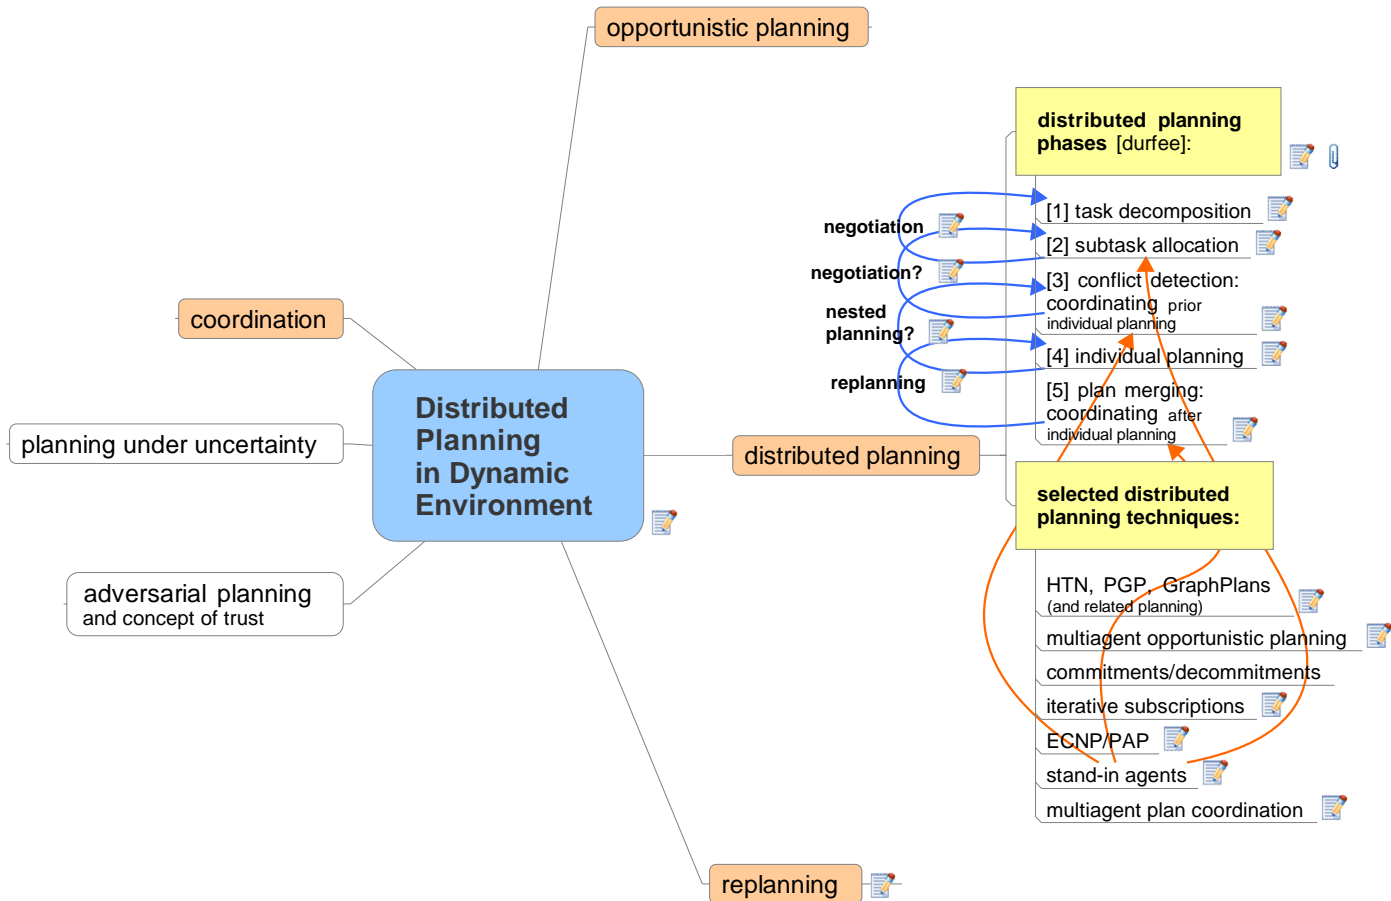 opportunistic planning
distributed planning
phases [durfee]:
[1] task decomposition
negotiation
[2] subtask allocation
negotiation?
[3] conflict detection:
coordinating prior
individual planning
nested
planning?
[4] individual planning
replanning
[5] plan merging:
coordinating after
individual planning
coordination
Distributed
Planning
in Dynamic
Environment
planning under uncertainty
distributed planning
adversarial planning
and concept of trust
selected distributed
planning techniques:
HTN, PGP, GraphPlans
(and related planning)
multiagent opportunistic planning
commitments/decommitments
iterative subscriptions
ECNP/PAP
stand-in agents
multiagent plan coordination
replanning